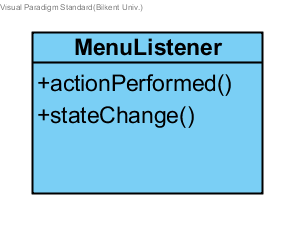 Visual Paradigm Standard(Bilkent Univ.)
MenuListener
+actionPerformed()
+stateChange()